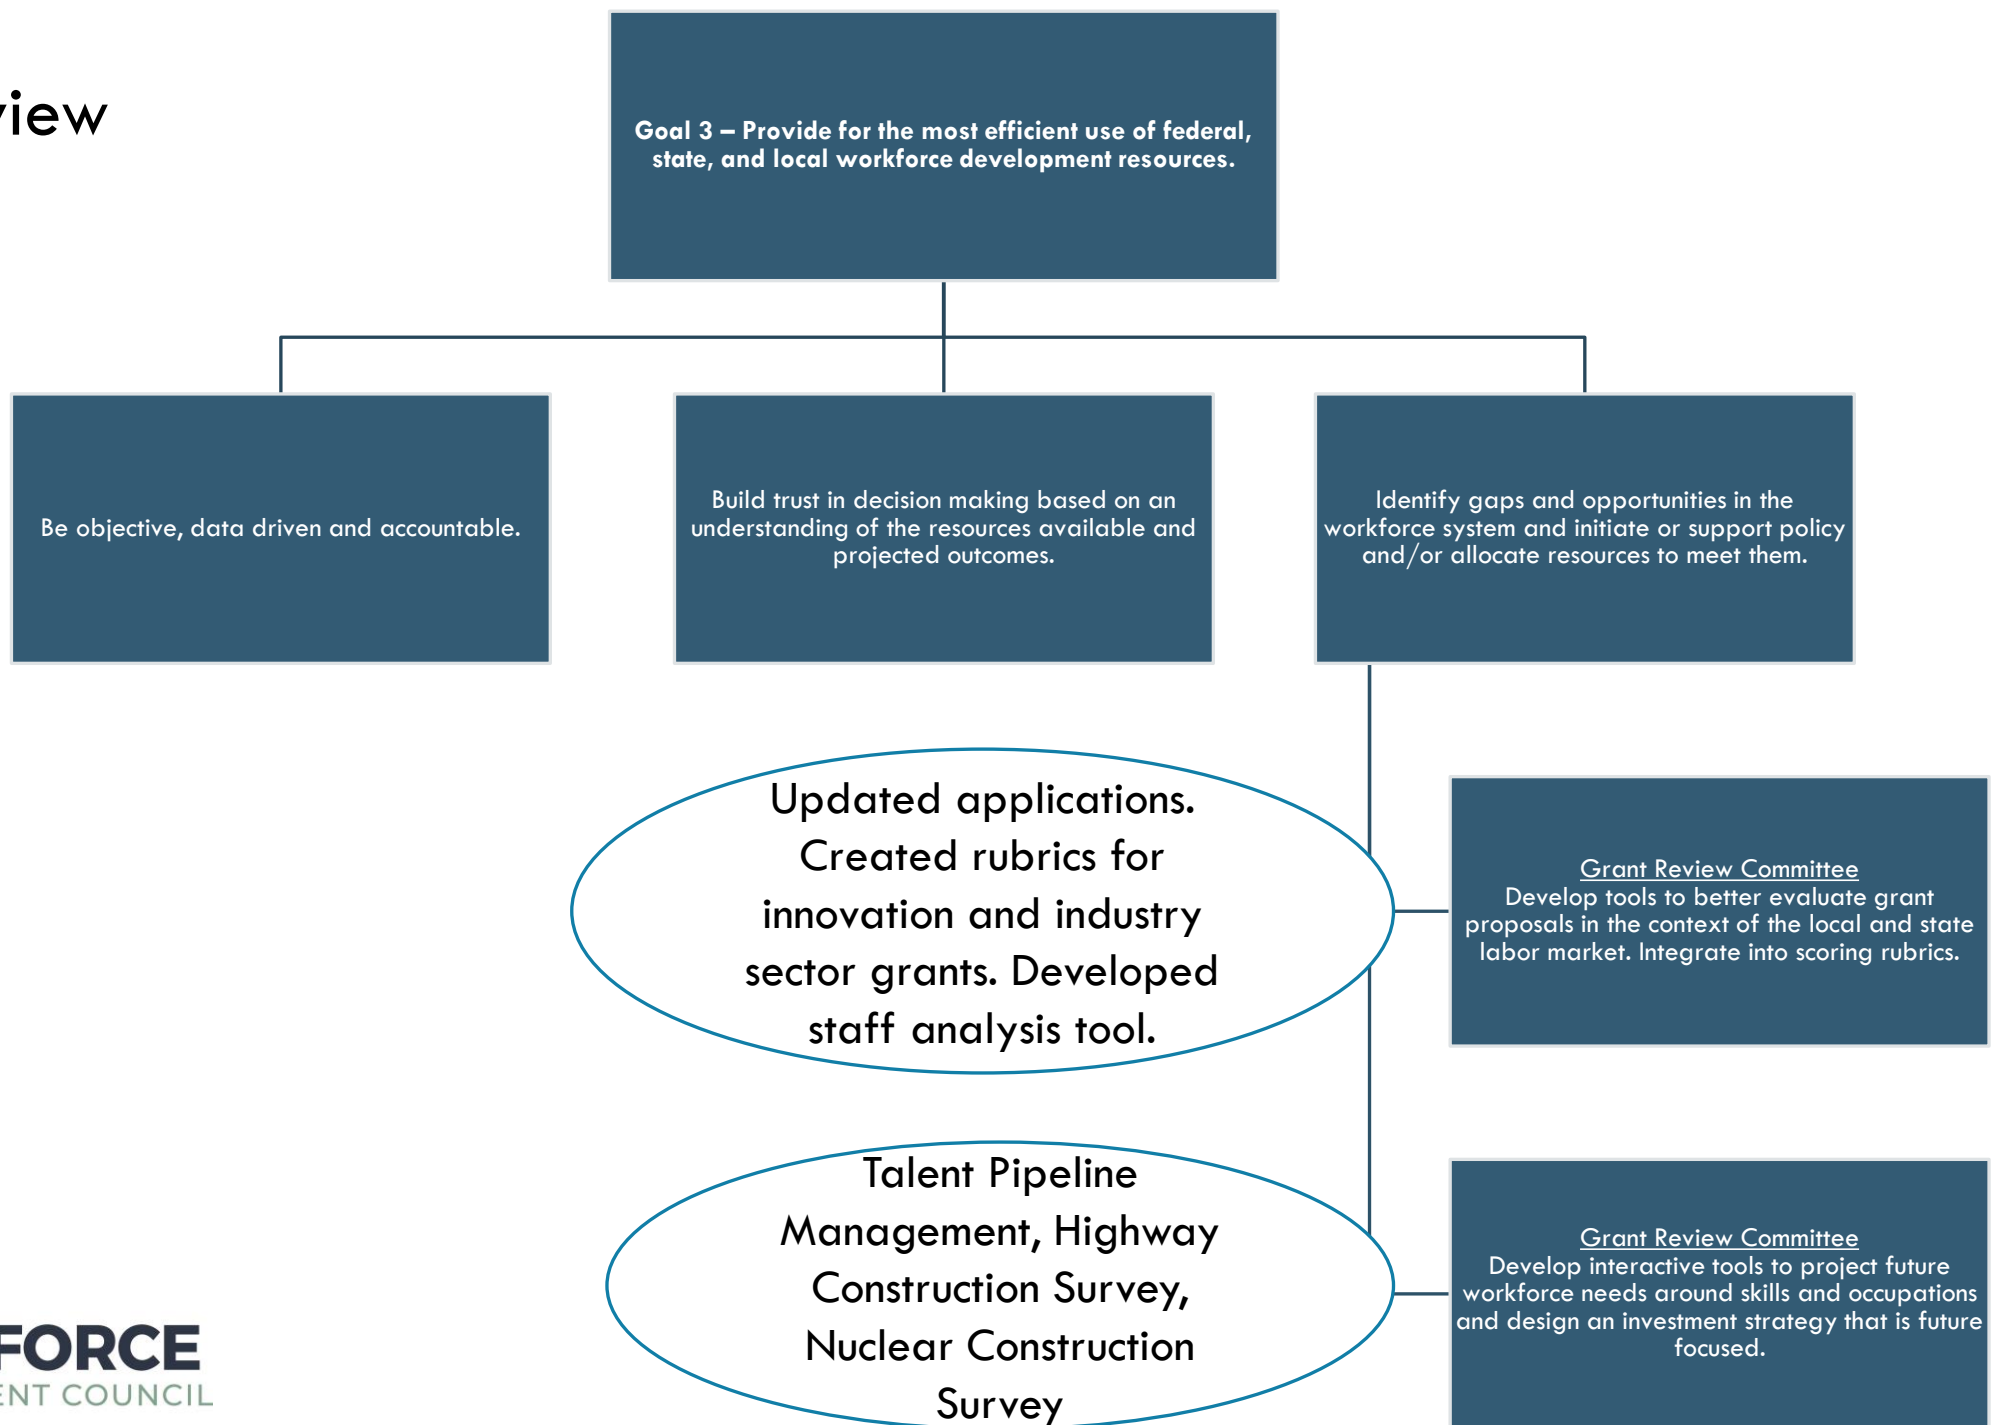 view
Goal 3 – Provide for the most efficient use of federal,
state, and local workforce development resources.
Be objective, data driven and accountable.
Build trust in decision making based on an
understanding of the resources available and
projected outcomes.
Identify gaps and opportunities in the
workforce system and initiate or support policy
and/or allocate resources to meet them.
Updated applications.
Created rubrics for
innovation and industry
sector grants. Developed
staff analysis tool.
Grant Review Committee
Develop tools to better evaluate grant
proposals in the context of the local and state
labor market. Integrate into scoring rubrics.
Talent Pipeline
Management, Highway
Construction Survey,
Nuclear Construction
Survey
Grant Review Committee
Develop interactive tools to project future
workforce needs around skills and occupations
and design an investment strategy that is future
focused.
FORCE
ENT COUNCIL